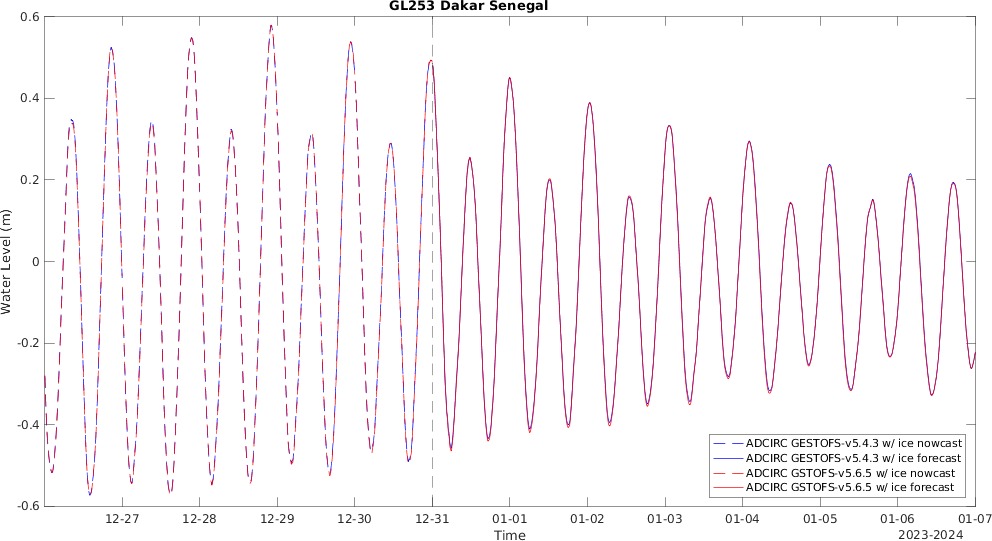 GL253 Dakar Senegal
0.6
0.4
0.2
0
-0.2
-0.4
-0.6
Water Level (m)
ADCIRC GESTOFS-v5.4.3 w/ ice nowcast
ADCIRC GESTOFS-v5.4.3 w/ ice forecast
ADCIRC GSTOFS-v5.6.5 w/ ice nowcast
ADCIRC GSTOFS-v5.6.5 w/ ice forecast
12-27 12-28 12-29 12-30 12-31 01-01 01-02 01-03 01-04 01-05 01-06 01-07
Time
2023-2024